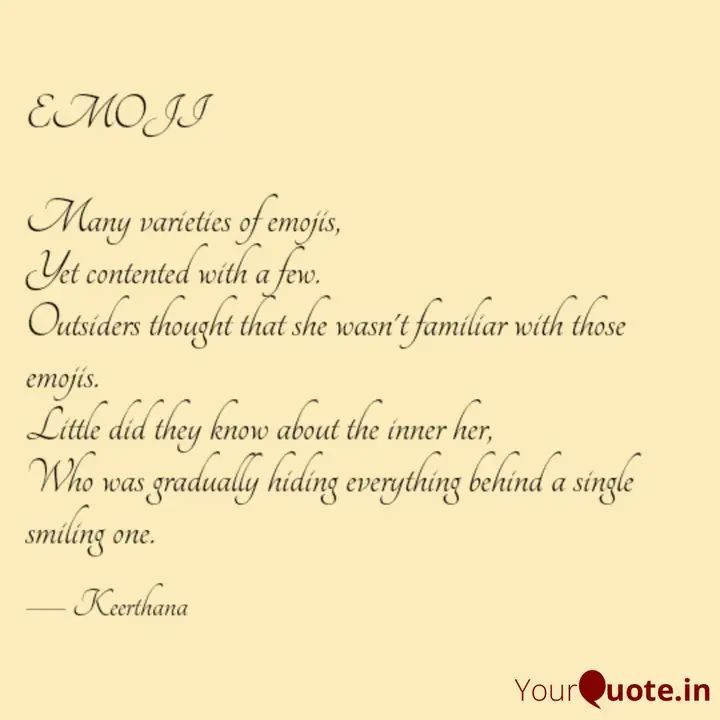 EMOJI
Many varieties of emojis,
Yet contented with a few.
Outsiders thought that she wasn't familiar with those
emojis.
Little did they know about the inner her,
Who was gradually hiding everything behind a single
smiling one.
— Keerthana
YourQuote.in